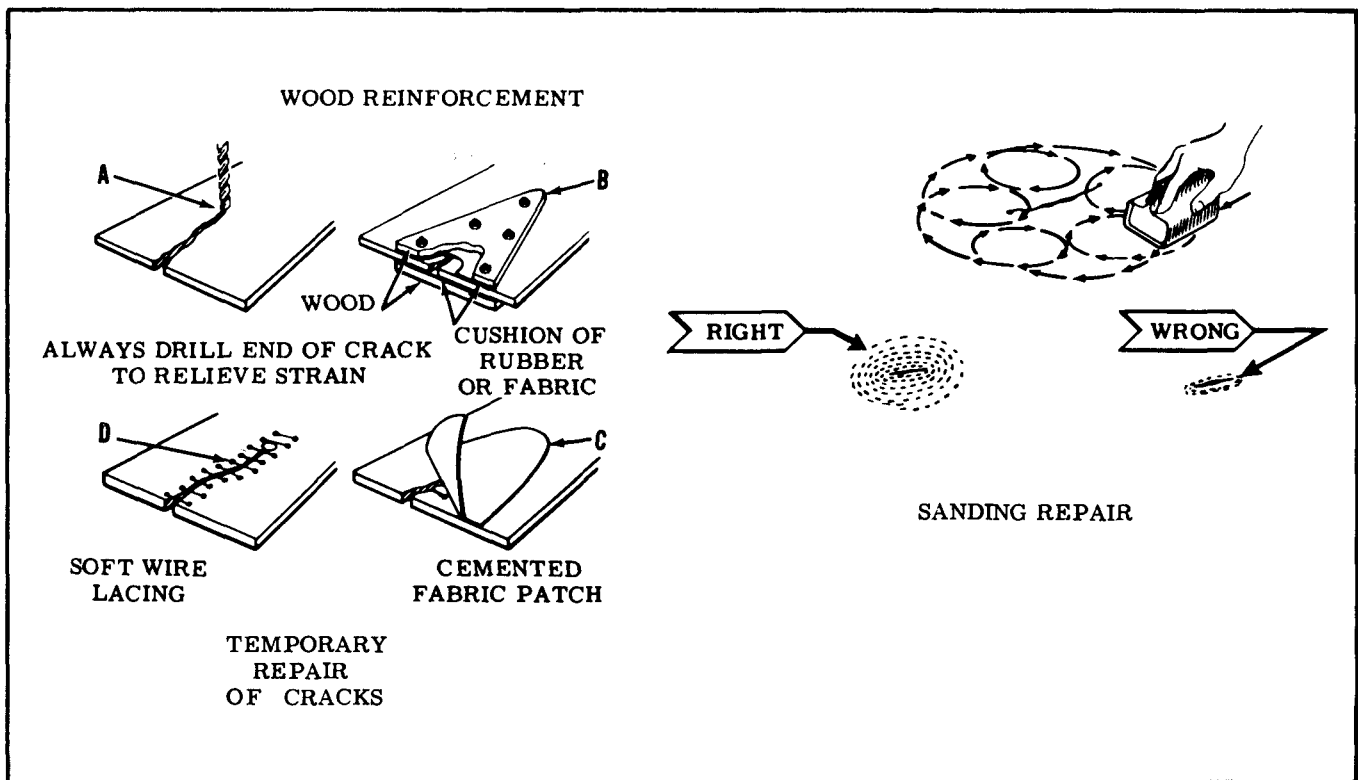 WOOD REINFORCEMENT
A
B
WOOD
CUSHION OF
RUBBER
OR FABRIC
ALWAYS DRILL END OF CRACK
TO RELIEVE STRAIN
D
C
SOFT WIRE
LACING
CEMENTED
FABRIC PATCH
TEMPORARY
REPAIR
OF CRACKS
RIGHT
WRONG
SANDING REPAIR